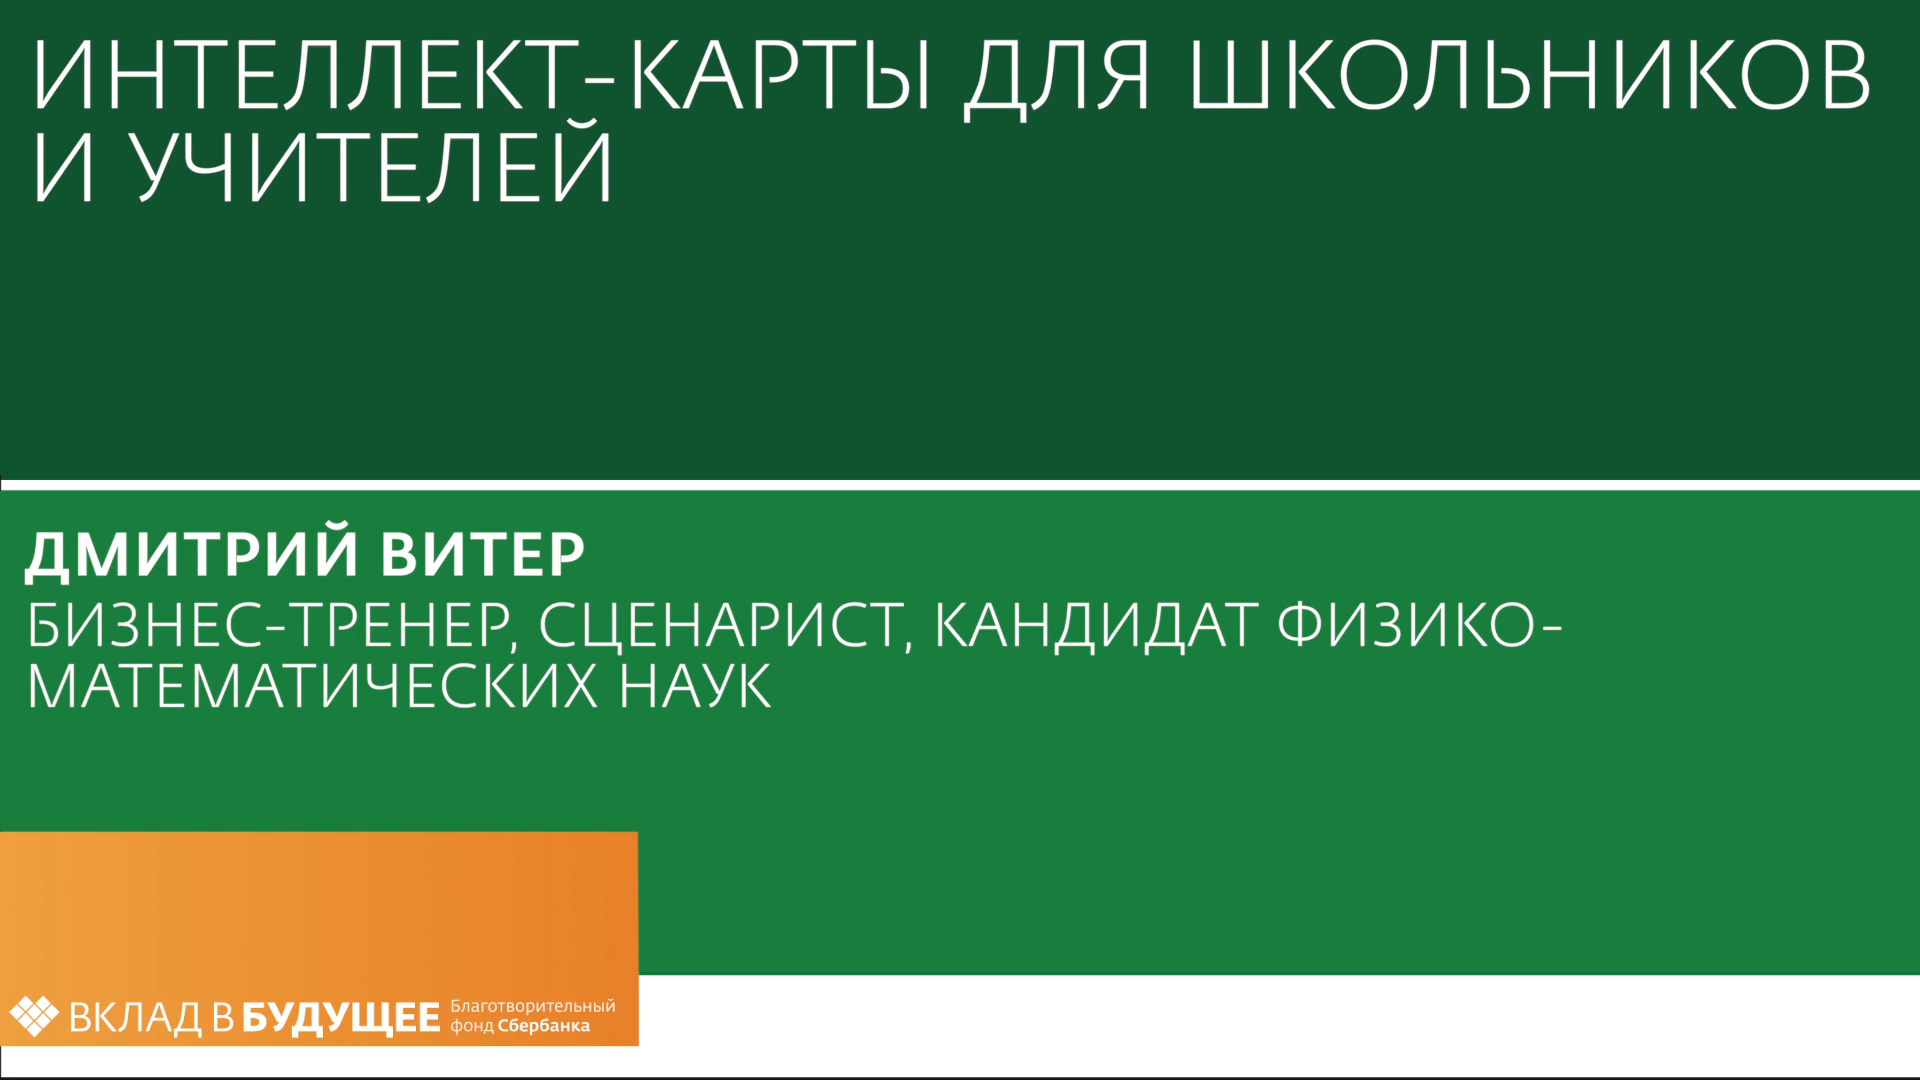 ИНТЕЛЛЕКТ-КАРТЫ ДЛЯ ШКОЛЬНИКОВ
И УЧИТЕЛЕЙ
ДМИТРИЙ ВИТЕР
БИЗНЕС-ТРЕНЕР, СЦЕНАРИСТ, КАНДИДАТ ФИЗИКО-
МАТЕМАТИЧЕСКИХ НАУК
ВКЛАД В БУДУЩЕЕ
Благотворительный
фонд Сбербанка